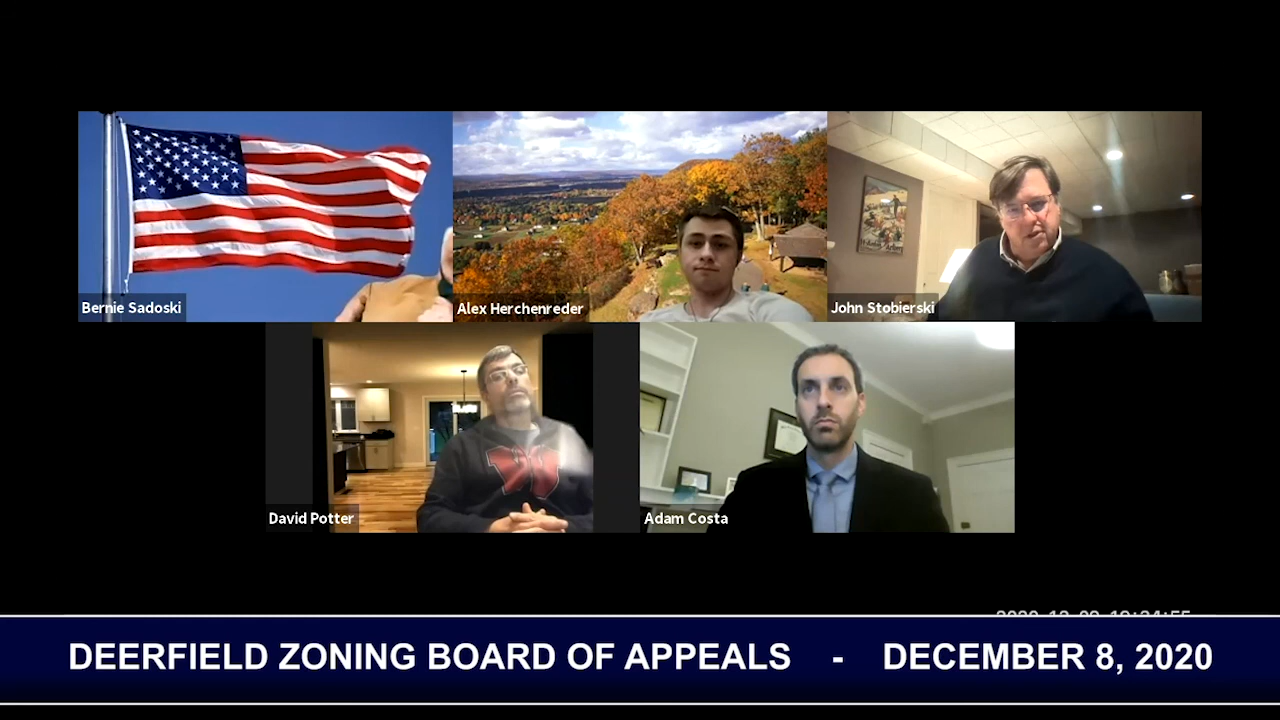 Bernie Sadoski
Alex Herchenreder
John Stobierski
David Potter
Adam Costa
W
DEERFIELD ZONING BOARD OF APPEALS - DECEMBER 8, 2020